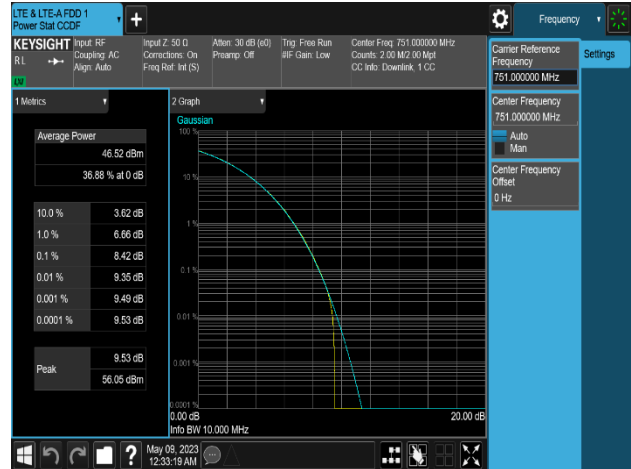 LTE & LTE-A FDD 1
Power Stat CCDF
Frequency
KEYSIGHT
RL
Input: RF
Coupling: AC
Align: Auto
Input Z: 50 Ω
Corrections: On
Freq Ref: Int (S)
Atten: 30 dB (e0)
Preamp: Off
Trig: Free Run
#IF Gain: Low
Center Freq: 751.000000 MHz
Counts: 2.00 M/2.00 Mpt
CC Info: Downlink, 1 CC
Carrier Reference
Frequency
751.000000 MHz
Settings
Center Frequency
751.000000 MHz
Auto
Man
Center Frequency
Offset
0 Hz
1 Metrics
Average Power
46.52 dBm
36.88 % at 0 dB
10.0 % 3.62 dB
1.0 % 6.66 dB
0.1 % 8.42 dB
0.01 % 9.35 dB
0.001 % 9.49 dB
0.0001 % 9.53 dB
Peak
9.53 dB
56.05 dBm
2 Graph
Gaussian
100 %
10 %
1 %
0.1 %
0.01 %
0.001 %
0.0001 %
0.00 dB 20.00 dB
Info BW 10.000 MHz
?
May 09, 2023
12:33:19 AM